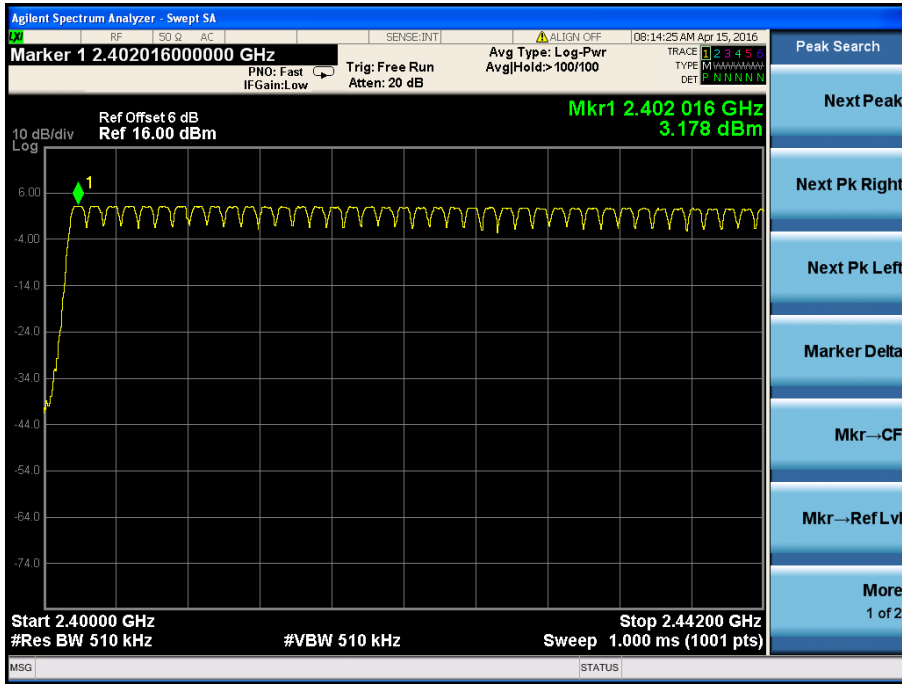 Agilent Spectrum Analyzer - Swept SA
LXI RF 50 Ω AC SENSE:INT ALIGN OFF 08:14:25 AM Apr 15, 2016
Marker 1 2.402016000000 GHz
PNO: Fast
IFGain:Low
Trig: Free Run
Atten: 20 dB
Avg Type: Log-Pwr
Avg|Hold:>100/100
TRACE 1 2 3 4 5 6
TYPE MWWWWW
DET P N N N N N
Peak Search
Mkr1 2.402 016 GHz
3.178 dBm
Ref Offset 6 dB
10 dB/div Ref 16.00 dBm
Log
1
6.00
-4.00
-14.0
-24.0
-34.0
-44.0
-54.0
-64.0
-74.0
Start 2.40000 GHz Stop 2.44200 GHz
#Res BW 510 kHz #VBW 510 kHz Sweep 1.000 ms (1001 pts)
MSG STATUS
Next Peak
Next Pk Right
Next Pk Left
Marker Delta
Mkr→CF
Mkr→Ref Lvl
More
1 of 2